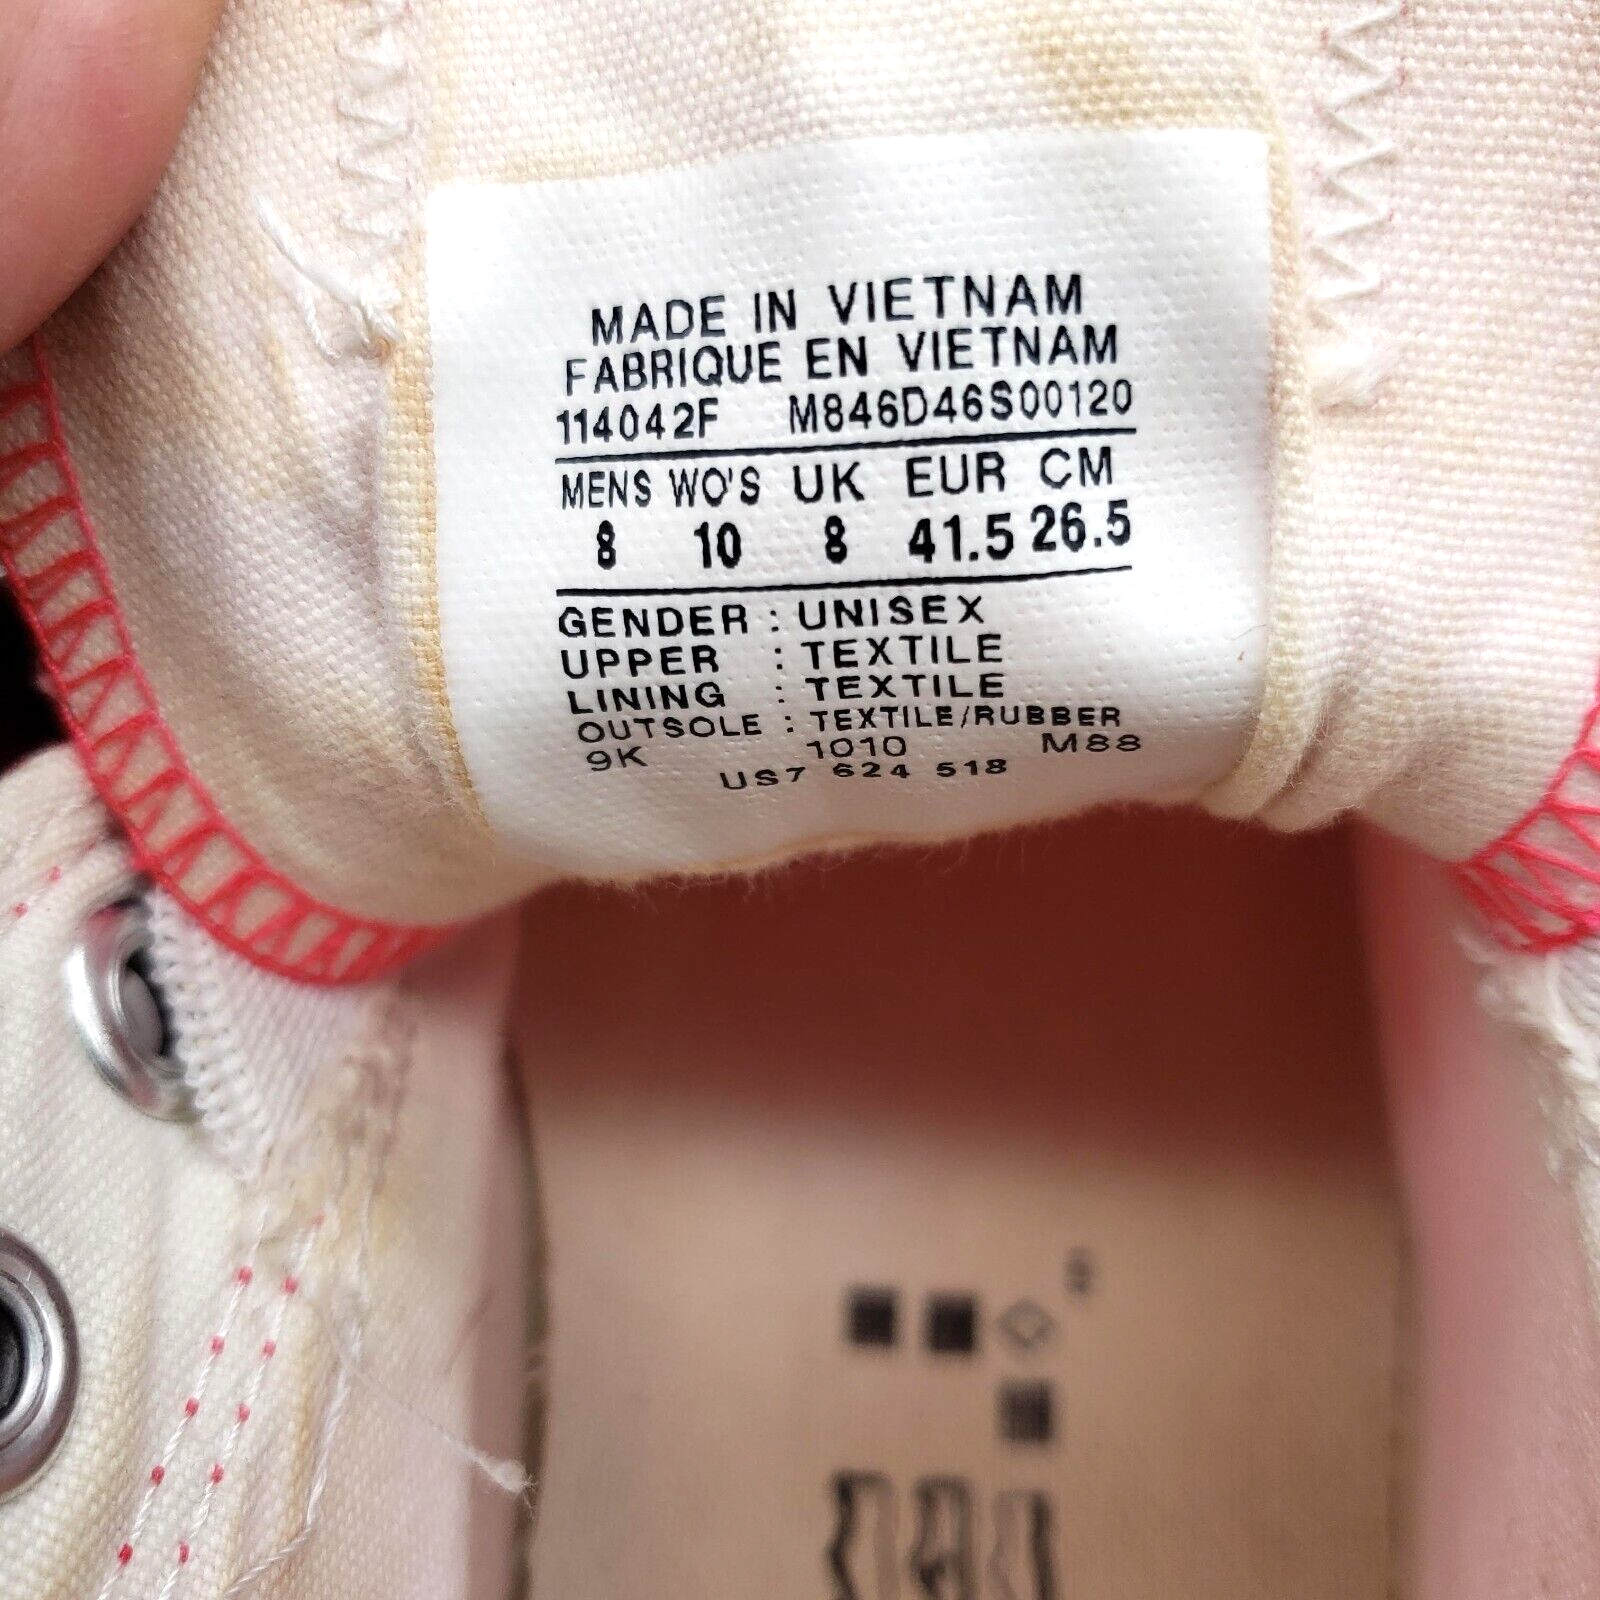 MADE IN VIETNAM
FABRIQUE EN VIETNAM
114042F M846D46S00120
MENS WO'S UK EUR CM
8 10 8 41.5 26.5
GENDER : UNISEX
UPPER : TEXTILE
LINING : TEXTILE
OUTSOLE : TEXTILE/RUBBER
9K 1010 M88
US7 624 518